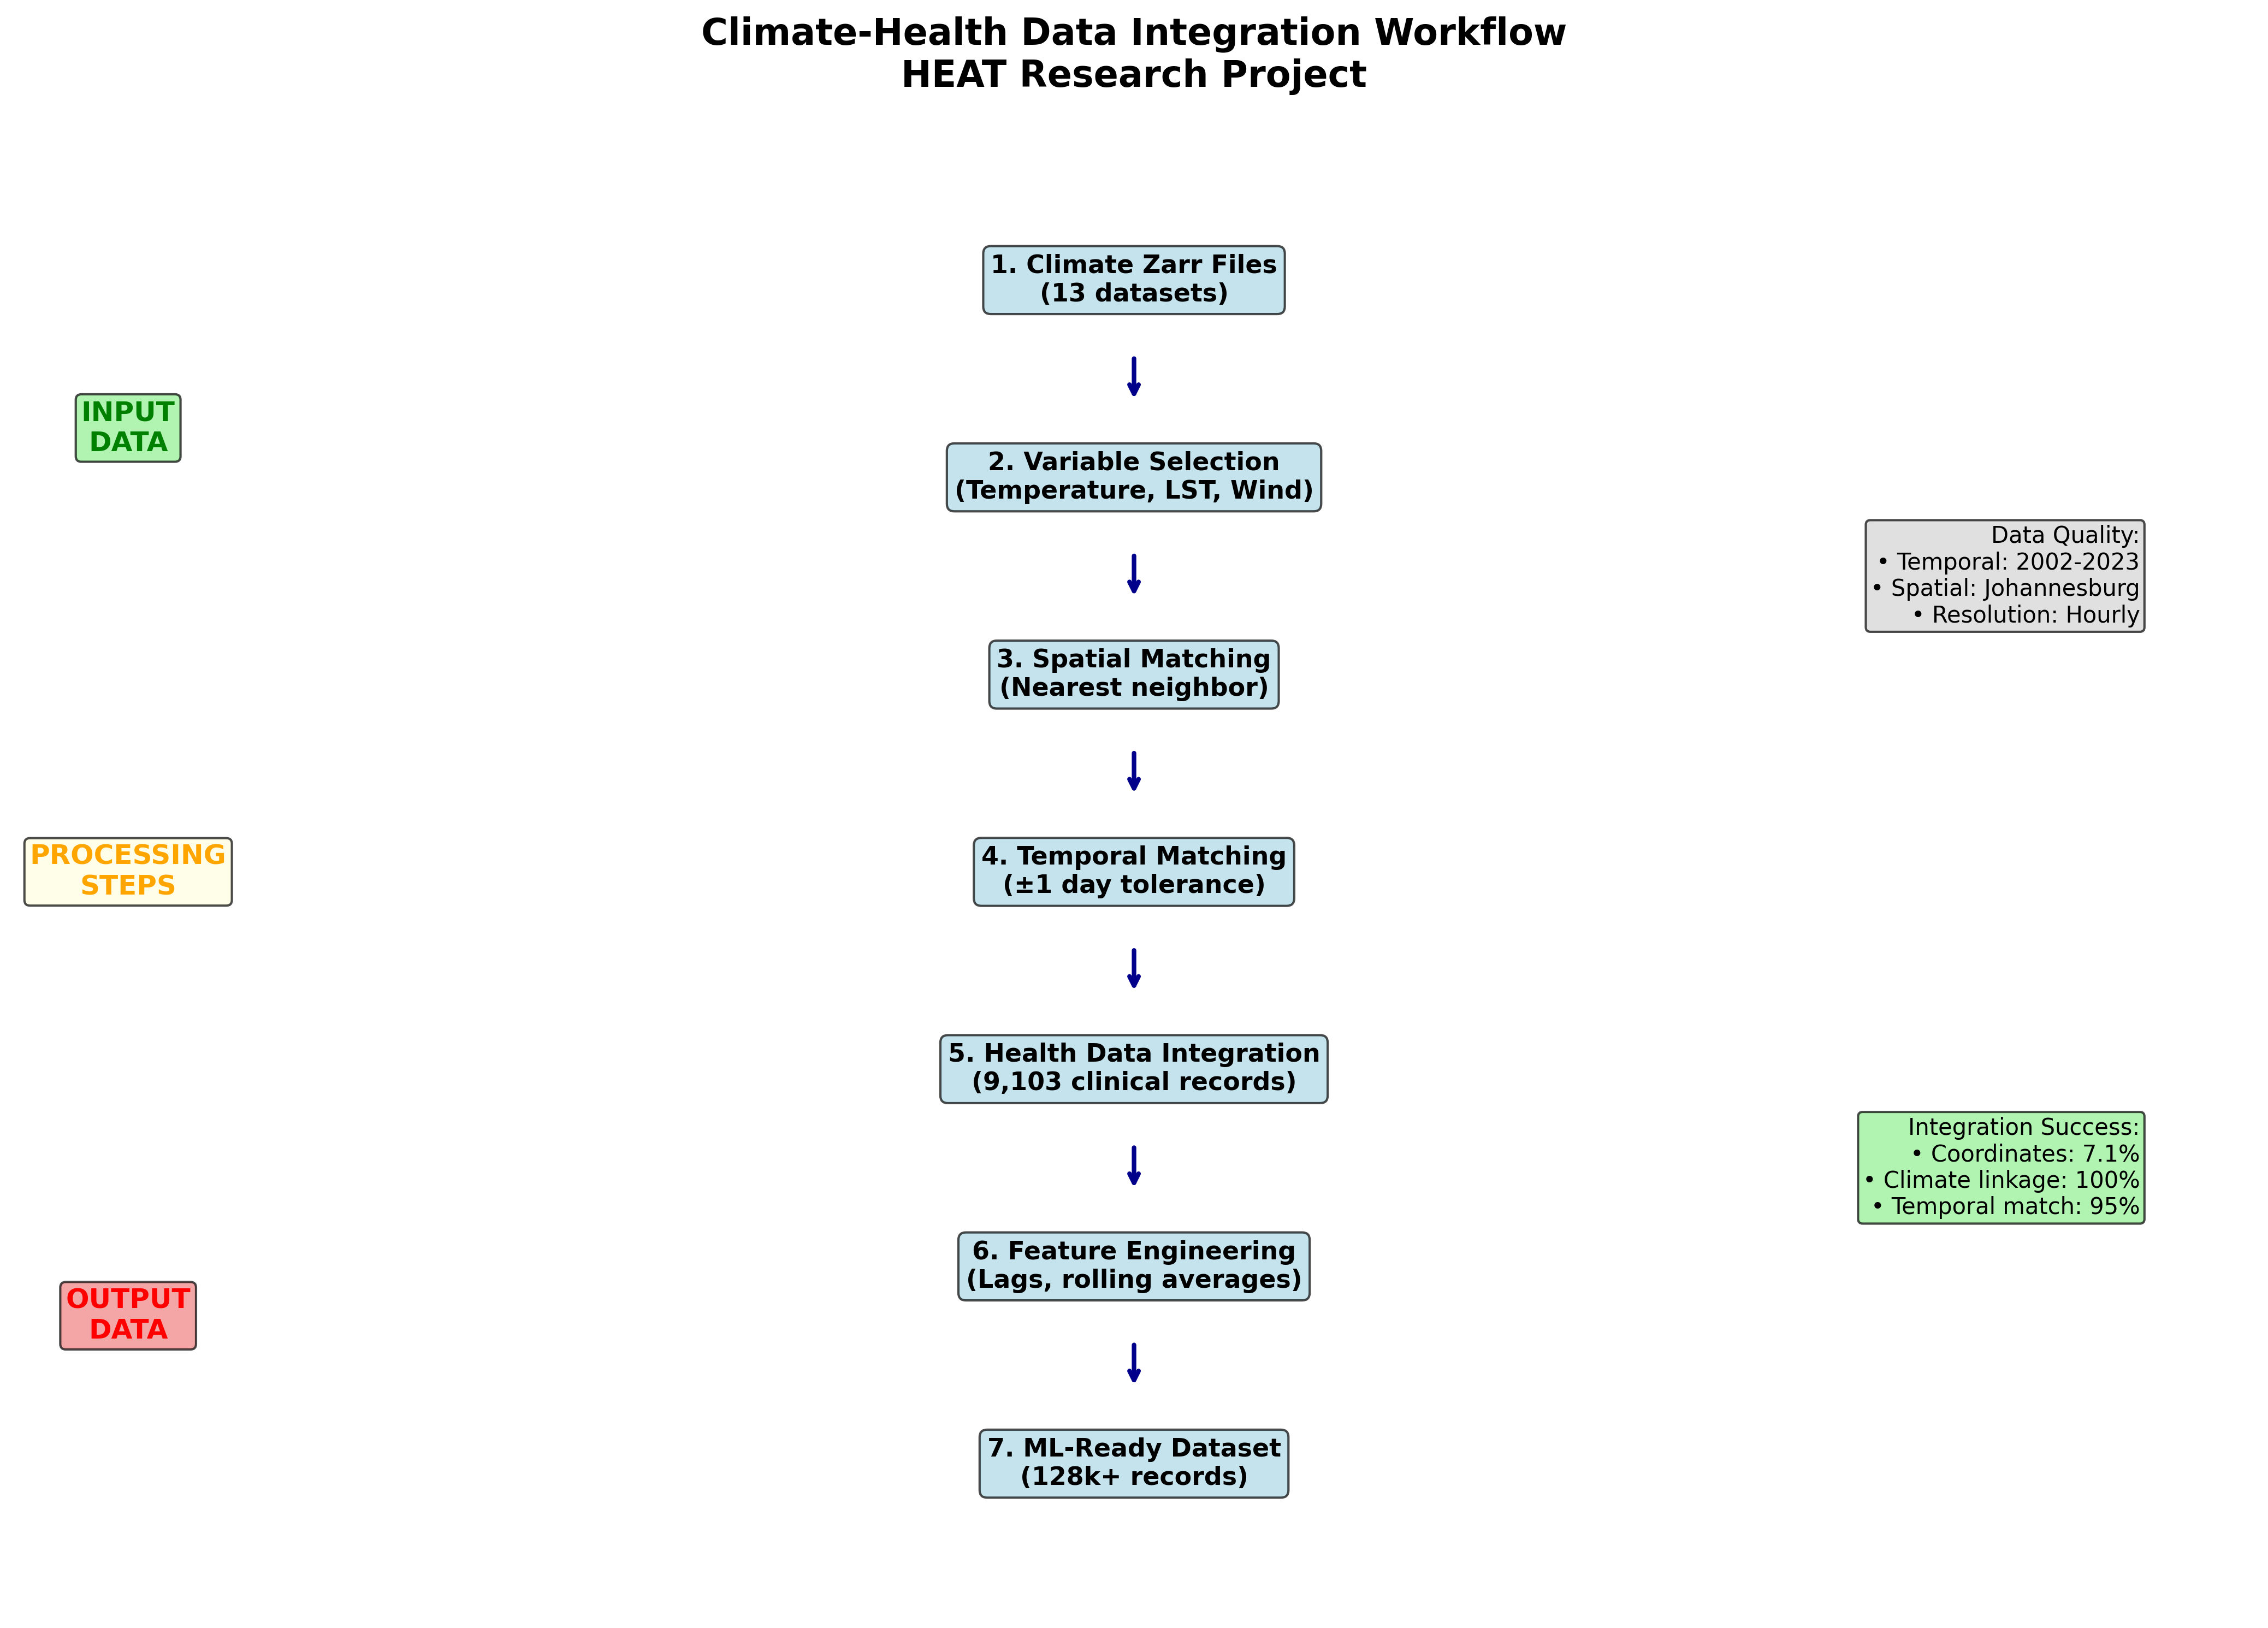 Climate-Health Data Integration Workflow
HEAT Research Project
1. Climate Zarr Files
(13 datasets)
INPUT
DATA
2. Variable Selection
(Temperature, LST, Wind)
Data Quality:
• Temporal: 2002-2023
• Spatial: Johannesburg
• Resolution: Hourly
3. Spatial Matching
(Nearest neighbor)
PROCESSING
STEPS
4. Temporal Matching
(±1 day tolerance)
5. Health Data Integration
(9,103 clinical records)
Integration Success:
• Coordinates: 7.1%
• Climate linkage: 100%
• Temporal match: 95%
6. Feature Engineering
(Lags, rolling averages)
OUTPUT
DATA
7. ML-Ready Dataset
(128k+ records)